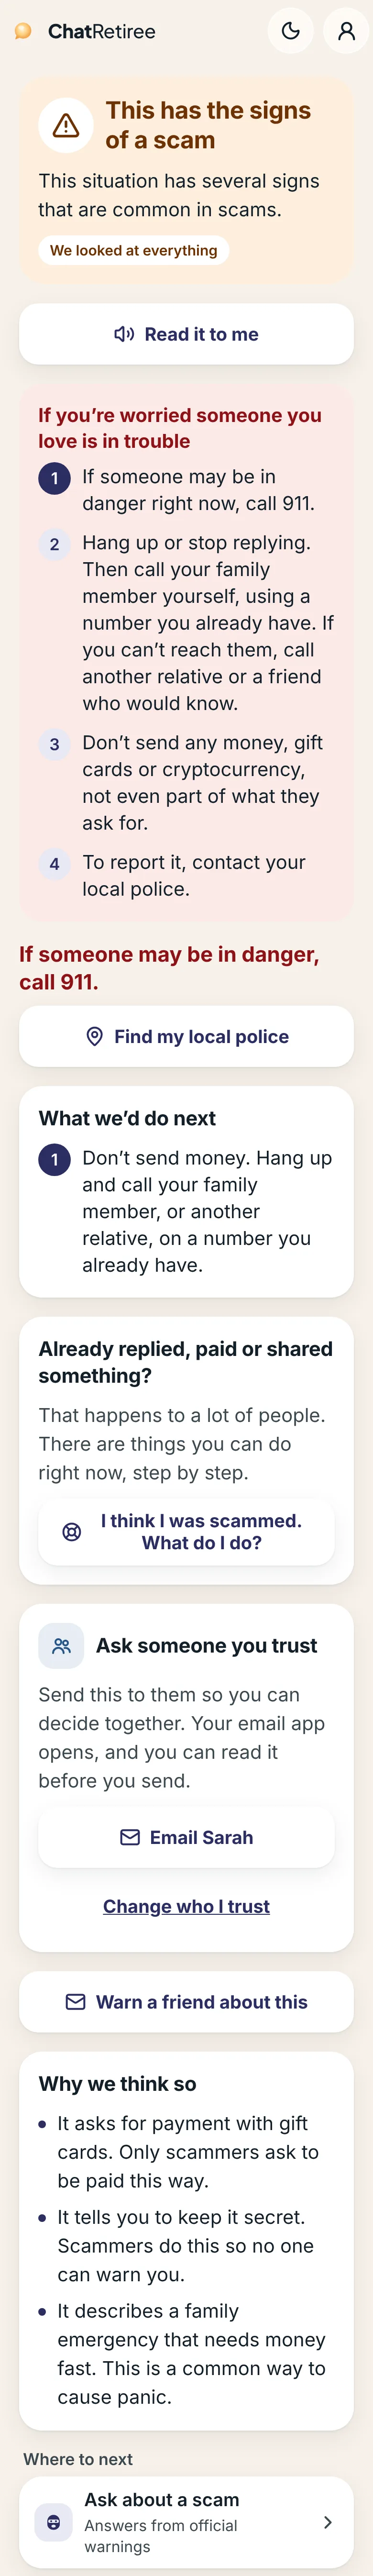 ChatRetiree
This has the signs
of a scam
This situation has several signs
that are common in scams.
We looked at everything
Read it to me
If you’re worried someone you
love is in trouble
1 If someone may be in
danger right now, call 911.
2 Hang up or stop replying.
Then call your family
member yourself, using a
number you already have. If
you can’t reach them, call
another relative or a friend
who would know.
3 Don’t send any money, gift
cards or cryptocurrency,
not even part of what they
ask for.
4 To report it, contact your
local police.
If someone may be in danger,
call 911.
Find my local police
What we’d do next
1 Don’t send money. Hang up
and call your family
member, or another
relative, on a number you
already have.
Already replied, paid or shared
something?
That happens to a lot of people.
There are things you can do
right now, step by step.
I think I was scammed.
What do I do?
Ask someone you trust
Send this to them so you can
decide together. Your email app
opens, and you can read it
before you send.
Email Sarah
Change who I trust
Warn a friend about this
Why we think so
• It asks for payment with gift
cards. Only scammers ask to
be paid this way.
• It tells you to keep it secret.
Scammers do this so no one
can warn you.
• It describes a family
emergency that needs money
fast. This is a common way to
cause panic.
Where to next
Ask about a scam
Answers from official
warnings